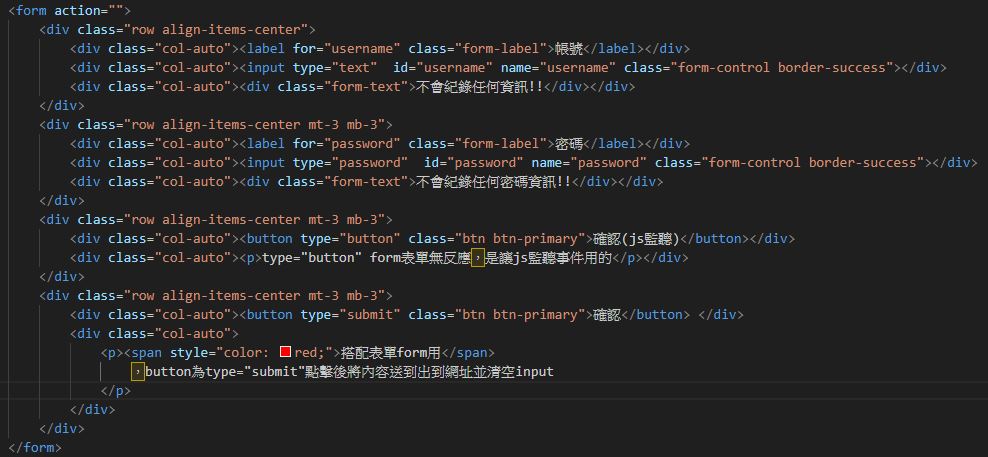 <form action="">
<div class="row align-items-center">
<div class="col-auto"><label for="username" class="form-label">帳號</label></div>
<div class="col-auto"><input type="text"  id="username" name="username" class="form-control border-success"></div>
<div class="col-auto"><div class="form-text">不會紀錄任何資訊!!</div></div>
</div>
<div class="row align-items-center mt-3 mb-3">
<div class="col-auto"><label for="password" class="form-label">密碼</label></div>
<div class="col-auto"><input type="password"  id="password" name="password" class="form-control border-success"></div>
<div class="col-auto"><div class="form-text">不會紀錄任何密碼資訊!!</div></div>
</div>
<div class="row align-items-center mt-3 mb-3">
<div class="col-auto"><button type="button" class="btn btn-primary">確認(js監聽)</button></div>
<div class="col-auto"><p>type="button" form表單無反應，是讓js監聽事件用的</p></div>
</div>
<div class="row align-items-center mt-3 mb-3">
<div class="col-auto"><button type="submit" class="btn btn-primary">確認</button> </div>
<div class="col-auto">
<p><span style="color: red;">搭配表單form用</span>
，button為type="submit"點擊後將內容送到出到網址並清空input
</p>
</div>
</div>
</form>